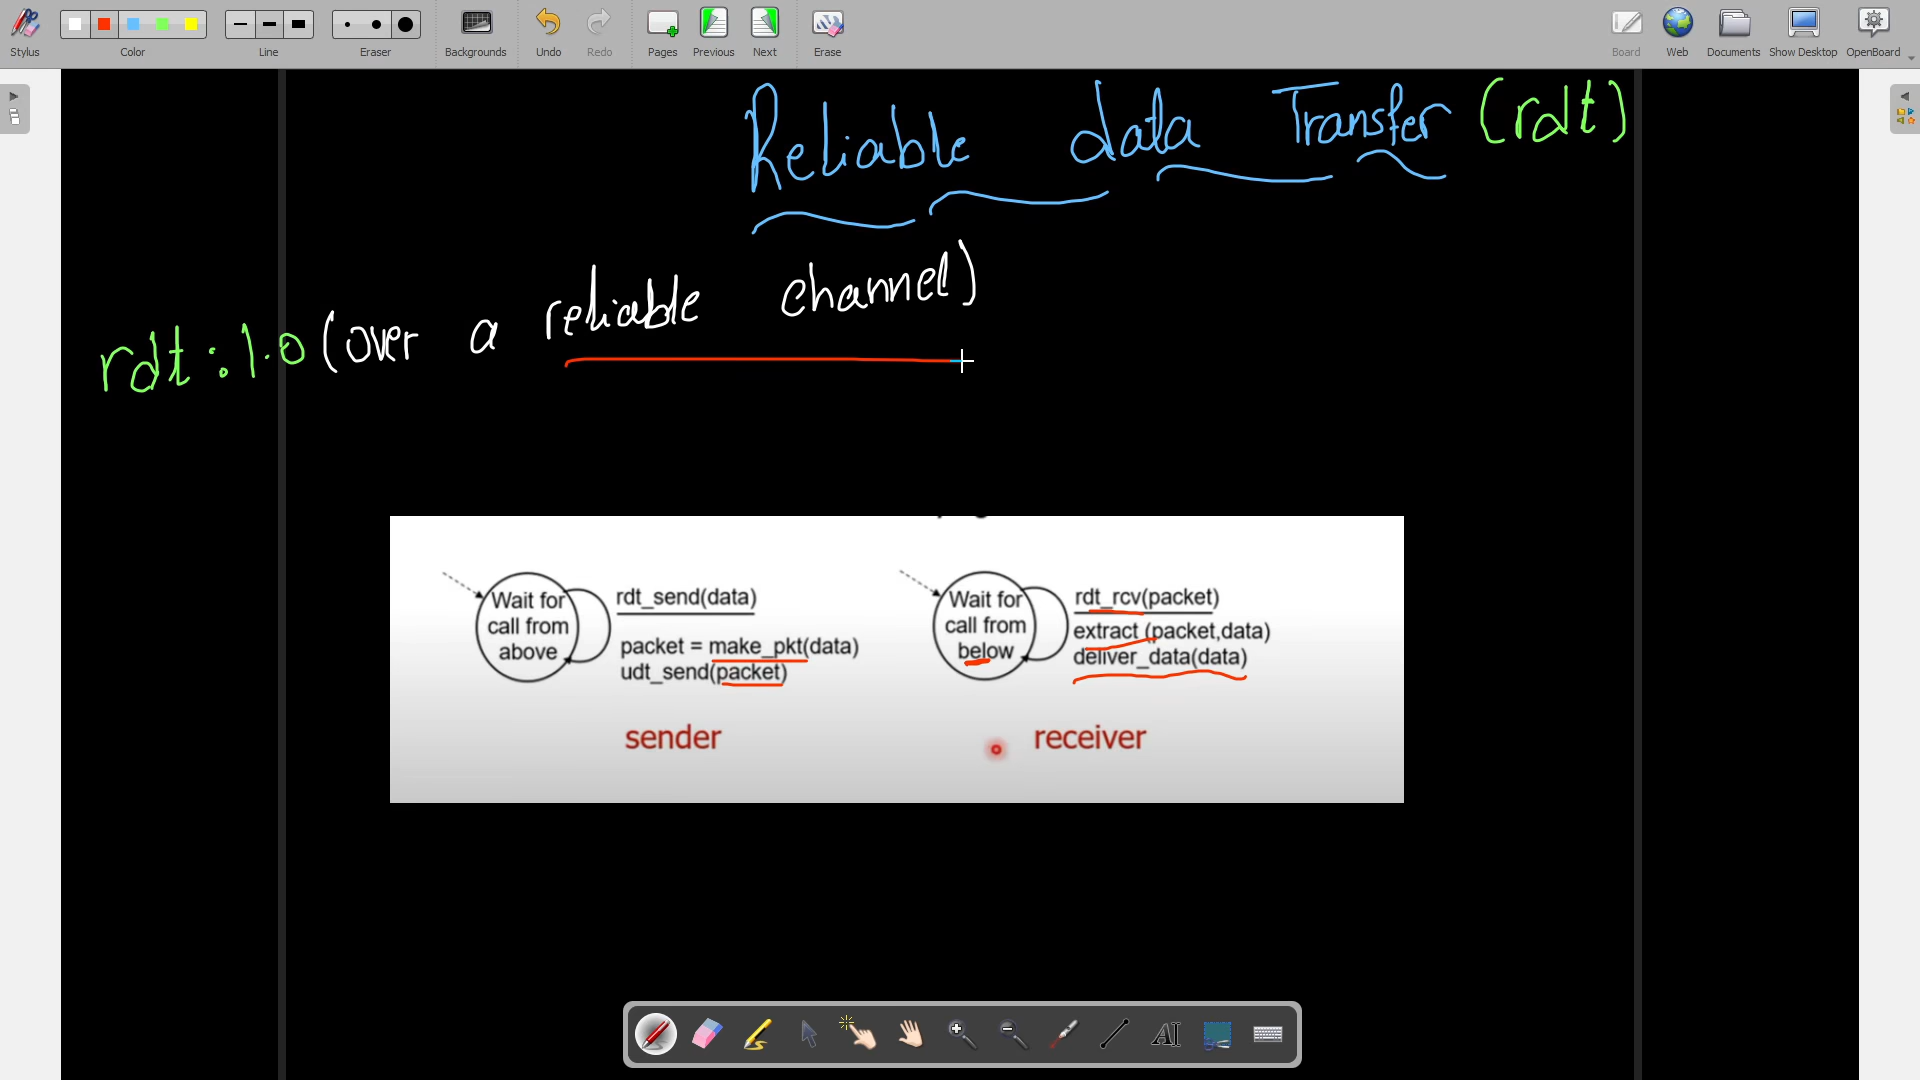 Stylus Color Line Eraser Backgrounds Undo Redo Pages Previous Next Erase Board Web Documents Show Desktop OpenBoard
Reliable data Transfer (rdt)
rdt : 1.0 (over a reliable channel)
Wait for
call from
above
rdt_send(data)
packet = make_pkt(data)
udt_send(packet)
sender
Wait for
call from
below
rdt_rcv(packet)
extract (packet,data)
deliver_data(data)
receiver
AI